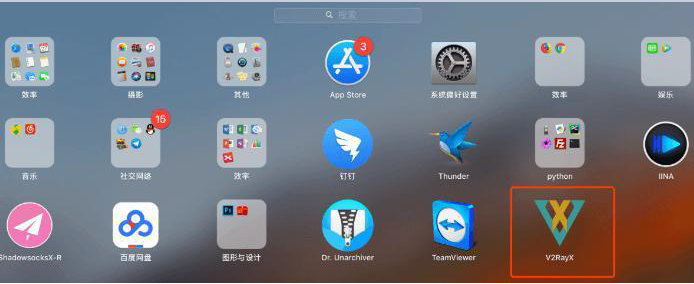 搜索
效率
摄影
其他
3
App Store
系统偏好设置
效率
娱乐
音乐
15
社交网络
效率
钉钉
Thunder
python
IINA
ShadowsocksX-R
百度网盘
图形与设计
Dr. Unarchiver
TeamViewer
V2RayX